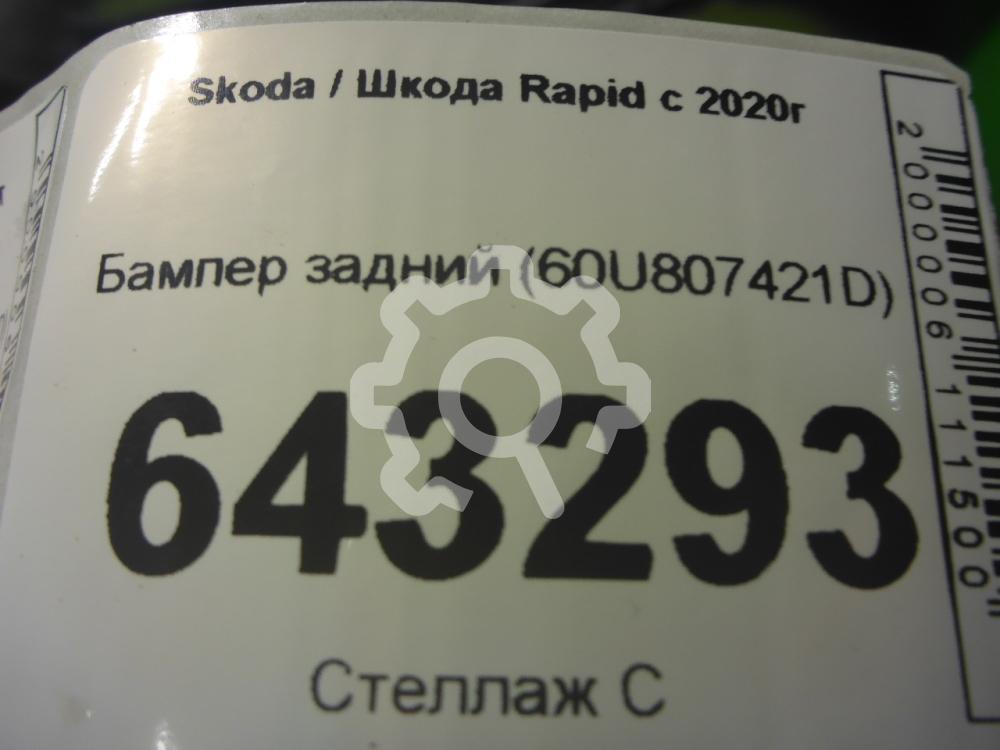 Skoda / Шкода Rapid с 2020г
Бампер задний (60U807421D)
643293
Стеллаж С
2000006111500